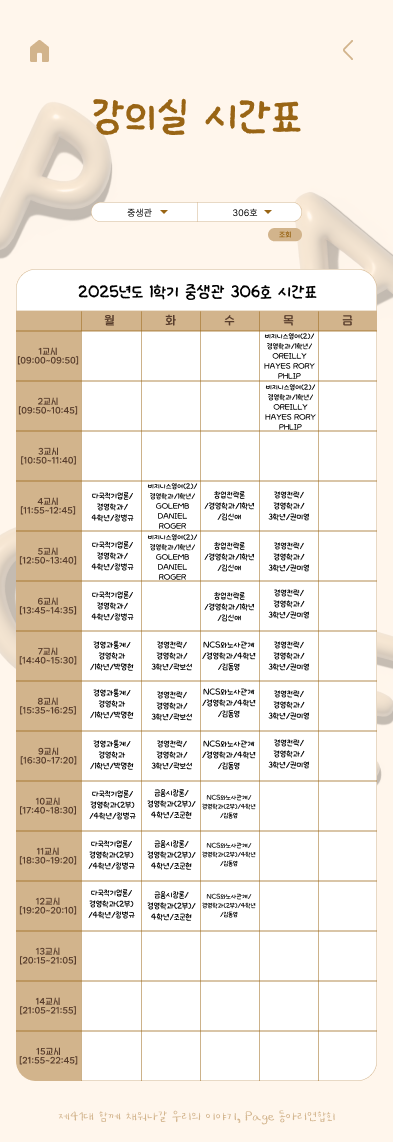 강의실 시간표
중생관
306호
조회
2025년도 1학기 중생관 306호 시간표
월 화 수 목 금
1교시
[09:00~09:50]
비지니스영어(2)/
경영학과/1학년/
OREILLY
HAYES RORY
PHLIP
2교시
[09:50~10:45]
비지니스영어(2)/
경영학과/1학년/
OREILLY
HAYES RORY
PHLIP
3교시
[10:50~11:40]
4교시
[11:55~12:45]
다국적기업론/
경영학과/
4학년/장병규
비지니스영어(2)/
경영학과/1학년/
GOLEMB
DANIEL
ROGER
창업전략론
/경영학과/1학년
/김신애
경영전략/
경영학과/
3학년/권미영
5교시
[12:50~13:40]
다국적기업론/
경영학과/
4학년/장병규
비지니스영어(2)/
경영학과/1학년/
GOLEMB
DANIEL
ROGER
창업전략론
/경영학과/1학년
/김신애
경영전략/
경영학과/
3학년/권미영
6교시
[13:45~14:35]
다국적기업론/
경영학과/
4학년/장병규
창업전략론
/경영학과/1학년
/김신애
경영전략/
경영학과/
3학년/권미영
7교시
[14:40~15:30]
경영과통계/
경영학과
/1학년/박명현
경영전략/
경영학과/
3학년/곽보선
NCS와노사관계
/경영학과/4학년
/김동영
경영전략/
경영학과/
3학년/권미영
8교시
[15:35~16:25]
경영과통계/
경영학과
/1학년/박명현
경영전략/
경영학과/
3학년/곽보선
NCS와노사관계
/경영학과/4학년
/김동영
경영전략/
경영학과/
3학년/권미영
9교시
[16:30~17:20]
경영과통계/
경영학과
/1학년/박명현
경영전략/
경영학과/
3학년/곽보선
NCS와노사관계
/경영학과/4학년
/김동영
경영전략/
경영학과/
3학년/권미영
10교시
[17:40~18:30]
다국적기업론/
경영학과(2부)
/4학년/장병규
금융시장론/
경영학과(2부)/
4학년/조군현
NCS와노사관계/
경영학과(2부)/4학년
/김동영
11교시
[18:30~19:20]
다국적기업론/
경영학과(2부)
/4학년/장병규
금융시장론/
경영학과(2부)/
4학년/조군현
NCS와노사관계/
경영학과(2부)/4학년
/김동영
12교시
[19:20~20:10]
다국적기업론/
경영학과(2부)
/4학년/장병규
금융시장론/
경영학과(2부)/
4학년/조군현
NCS와노사관계/
경영학과(2부)/4학년
/김동영
13교시
[20:15~21:05]
14교시
[21:05~21:55]
15교시
[21:55~22:45]
제41대 함께 채워나갈 우리의 이야기, Page 동아리연합회